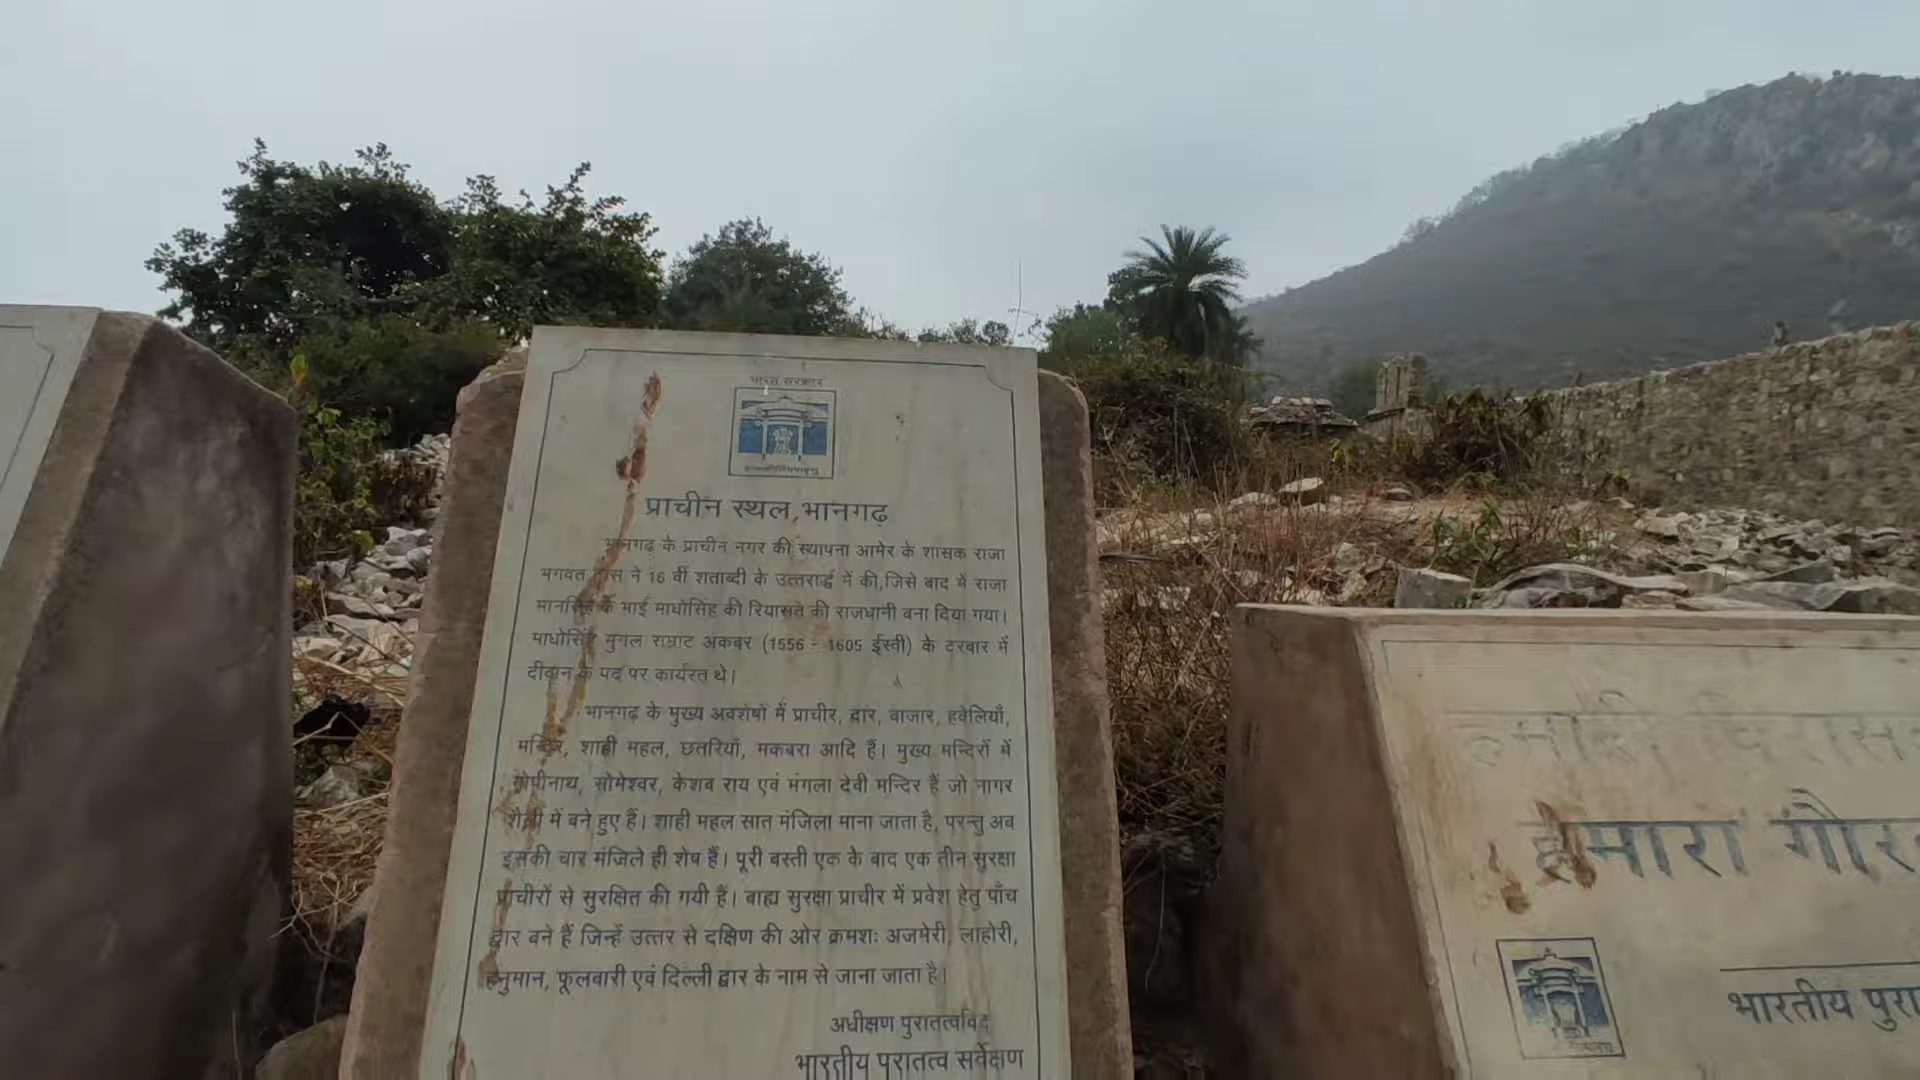 भारत सरकार
प्राचीन स्थल, भानगढ़
भानगढ़ के प्राचीन नगर की स्थापना आमेर के शासक राजा
भगवत दास ने 16 वीं शताब्दी के उत्तरार्द्ध में की,जिसे बाद में राजा
मानसिंह के भाई माधोसिंह की रियासत की राजधानी बना दिया गया।
माधोसिंह मुगल सम्राट अकबर (1556 - 1605 ईस्वी) के दरबार में
दीवान के पद पर कार्यरत थे।
भानगढ़ के मुख्य अवशेषों में प्राचीर, द्वार, बाजार, हवेलियाँ,
मन्दिर, शाही महल, छतरियाँ, मकबरा आदि हैं। मुख्य मन्दिरों में
गोपीनाथ, सोमेश्वर, केशब राय एवं मंगला देवी मन्दिर हैं जो नागर
शैली में बने हुए हैं। शाही महल सात मंजिला माना जाता है, परन्तु अब
इसकी चार मंजिले ही शेष हैं। पूरी बस्ती एक के बाद एक तीन सुरक्षा
प्राचीरों से सुरक्षित की गयी हैं। बाह्य सुरक्षा प्राचीर में प्रवेश हेतु पाँच
द्वार बने हैं जिन्हें उत्तर से दक्षिण की ओर क्रमशः अजमेरी, लाहोरी,
हनुमान, फूलबारी एवं दिल्ली द्वार के नाम से जाना जाता है।
अधीक्षण पुरातत्वविद
भारतीय पुरातत्व सर्वेक्षण
हमारा
भारतीय